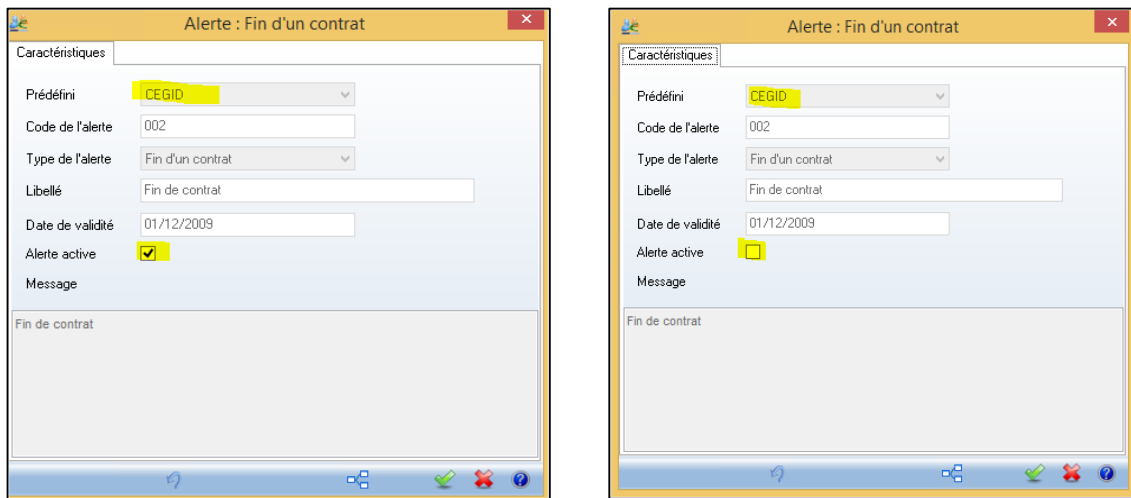 Alerte : Fin d'un contrat
Caractéristiques
Prédéfini CEGID
Code de l'alerte 002
Type de l'alerte Fin d'un contrat
Libellé Fin de contrat
Date de validité 01/12/2009
Alerte active
Message
Fin de contrat
Alerte : Fin d'un contrat
Caractéristiques
Prédéfini CEGID
Code de l'alerte 002
Type de l'alerte Fin d'un contrat
Libellé Fin de contrat
Date de validité 01/12/2009
Alerte active
Message
Fin de contrat